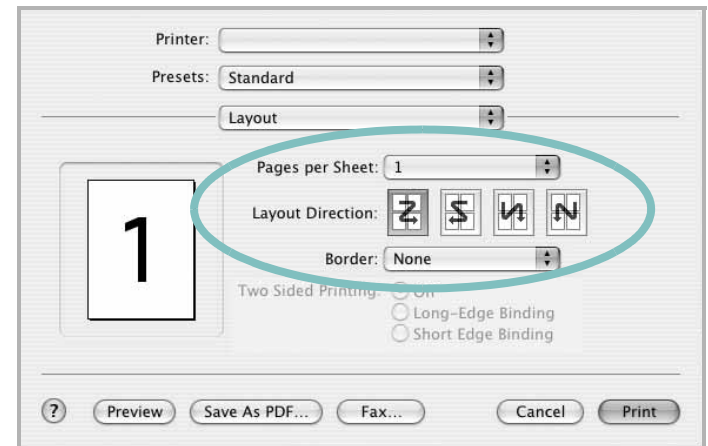 Printer:
Presets: Standard
Layout
Pages per Sheet: 1
Layout Direction:
Border: None
Two Sided Printing:
Long-Edge Binding
Short Edge Binding
1
? Preview Save As PDF... Fax... Cancel Print